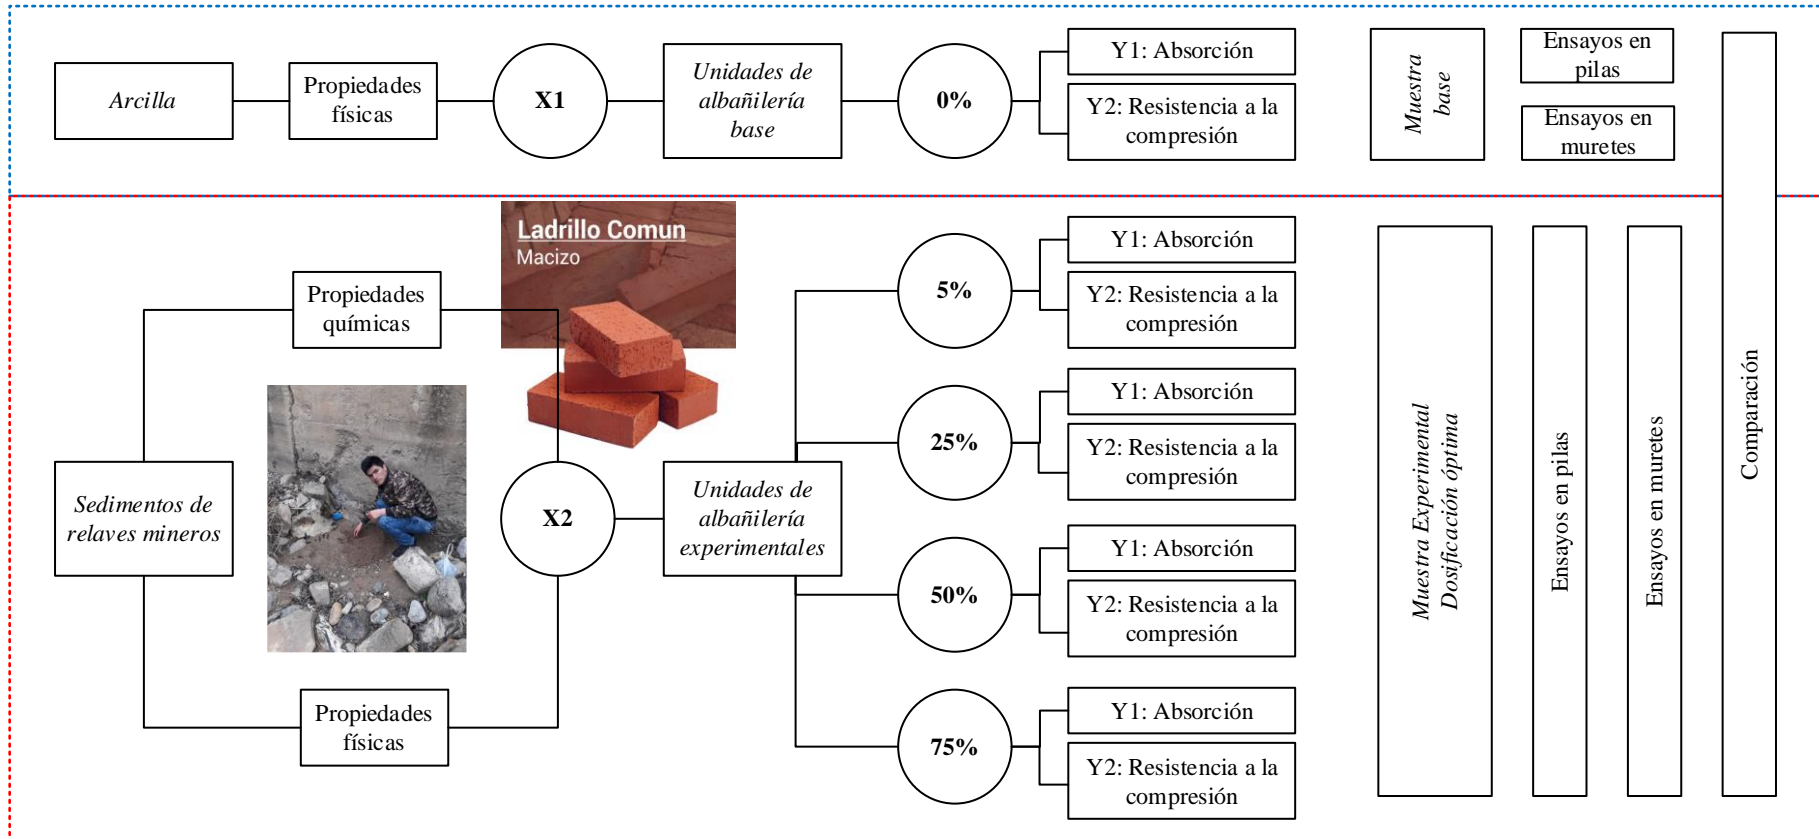 Arcilla
Propiedades
físicas
X1
Unidades de
albañilería
base
0%
Y1: Absorción
Y2: Resistencia a la
compresión
Muestra
base
Ensayos en
pilas
Ensayos en
muretes
Comparación
Sedimentos de
relaves mineros
Propiedades
químicas
Propiedades
físicas
Ladrillo Comun
Macizo
X2
Unidades de
albañilería
experimentales
5%
Y1: Absorción
Y2: Resistencia a la
compresión
25%
Y1: Absorción
Y2: Resistencia a la
compresión
50%
Y1: Absorción
Y2: Resistencia a la
compresión
75%
Y1: Absorción
Y2: Resistencia a la
compresión
Muestra Experimental
Dosificación óptima
Ensayos en pilas
Ensayos en muretes